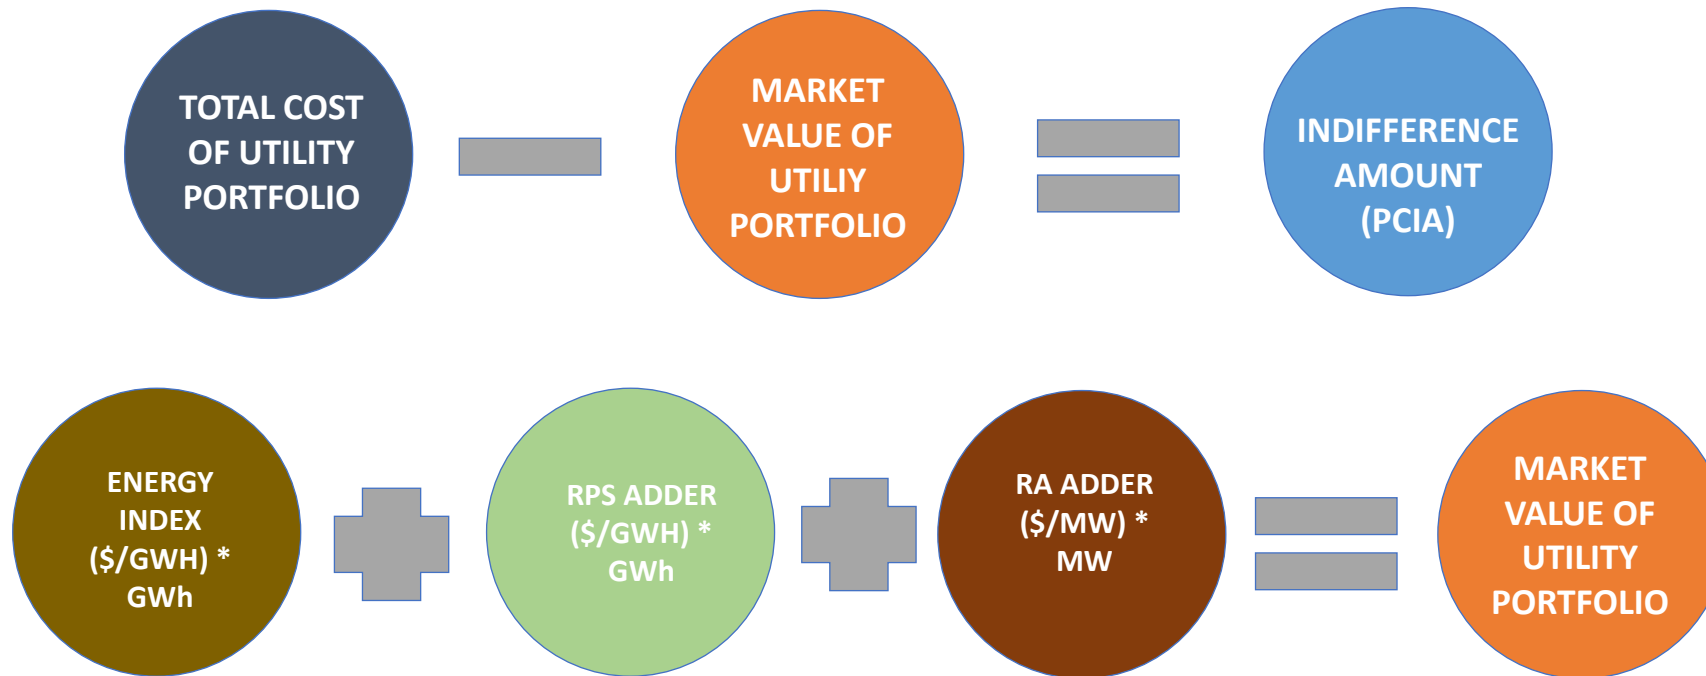 TOTAL COST
OF UTILITY
PORTFOLIO
MARKET
VALUE OF
UTILIY
PORTFOLIO
INDIFFERENCE
AMOUNT
(PCIA)
ENERGY
INDEX
($/GWH) *
GWh
RPS ADDER
($/GWH) *
GWh
RA ADDER
($/MW) *
MW
MARKET
VALUE OF
UTILITY
PORTFOLIO